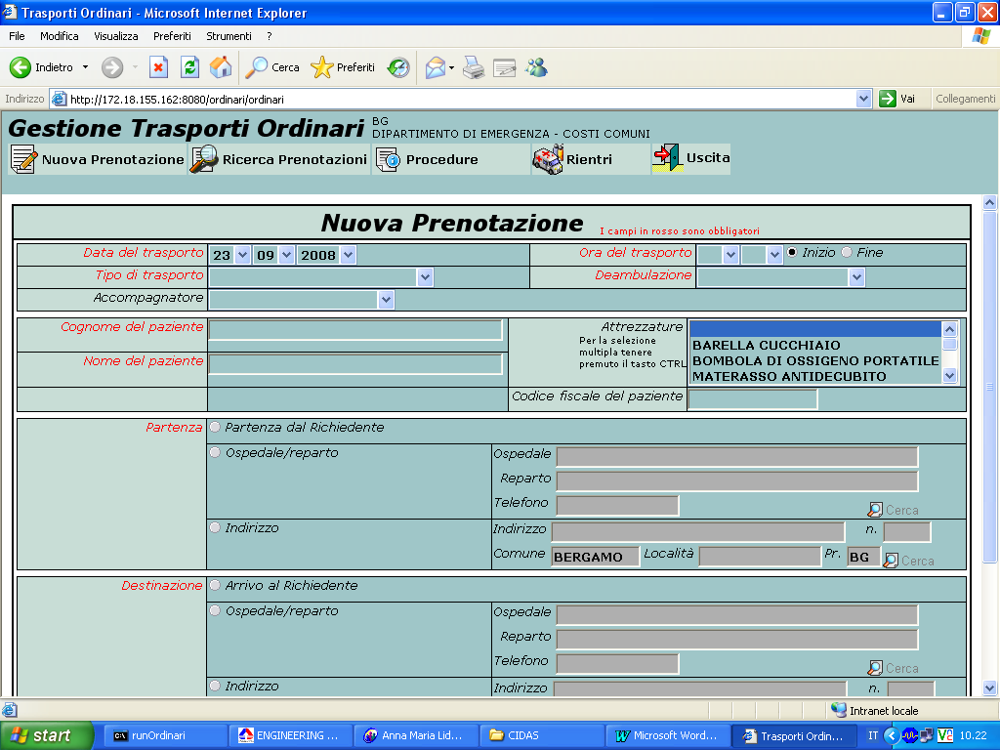 Trasporti Ordinari - Microsoft Internet Explorer
File Modifica Visualizza Preferiti Strumenti ?
Indietro Cerca Preferiti
Indirizzo http://172.18.155.162:8080/ordinari/ordinari Vai Collegamenti
Gestione Trasporti Ordinari BG
DIPARTIMENTO DI EMERGENZA - COSTI COMUNI
Nuova Prenotazione Ricerca Prenotazioni Procedure Rientri Uscita
Nuova Prenotazione I campi in rosso sono obbligatori
Data del trasporto 23 09 2008 Ora del trasporto Inizio Fine
Tipo di trasporto Deambulazione
Accompagnatore
Cognome del paziente Attrezzature
Per la selezione
multipla tenere
premuto il tasto CTRL
BARELLA CUCCHIAIO
BOMBOLA DI OSSIGENO PORTATILE
MATERASSO ANTIDECUBITO
Nome del paziente
Codice fiscale del paziente
Partenza Partenza dal Richiedente
Ospedale/reparto Ospedale
Reparto
Telefono Cerca
Indirizzo Indirizzo n.
Comune BERGAMO Località Pr. BG Cerca
Destinazione Arrivo al Richiedente
Ospedale/reparto Ospedale
Reparto
Telefono Cerca
Indirizzo Indirizzo n.
Intranet locale
start C:\ runOrdinari ENGINEERING ... Anna Maria Lid... CIDAS Microsoft Word... Trasporti Ordin... IT 10.22